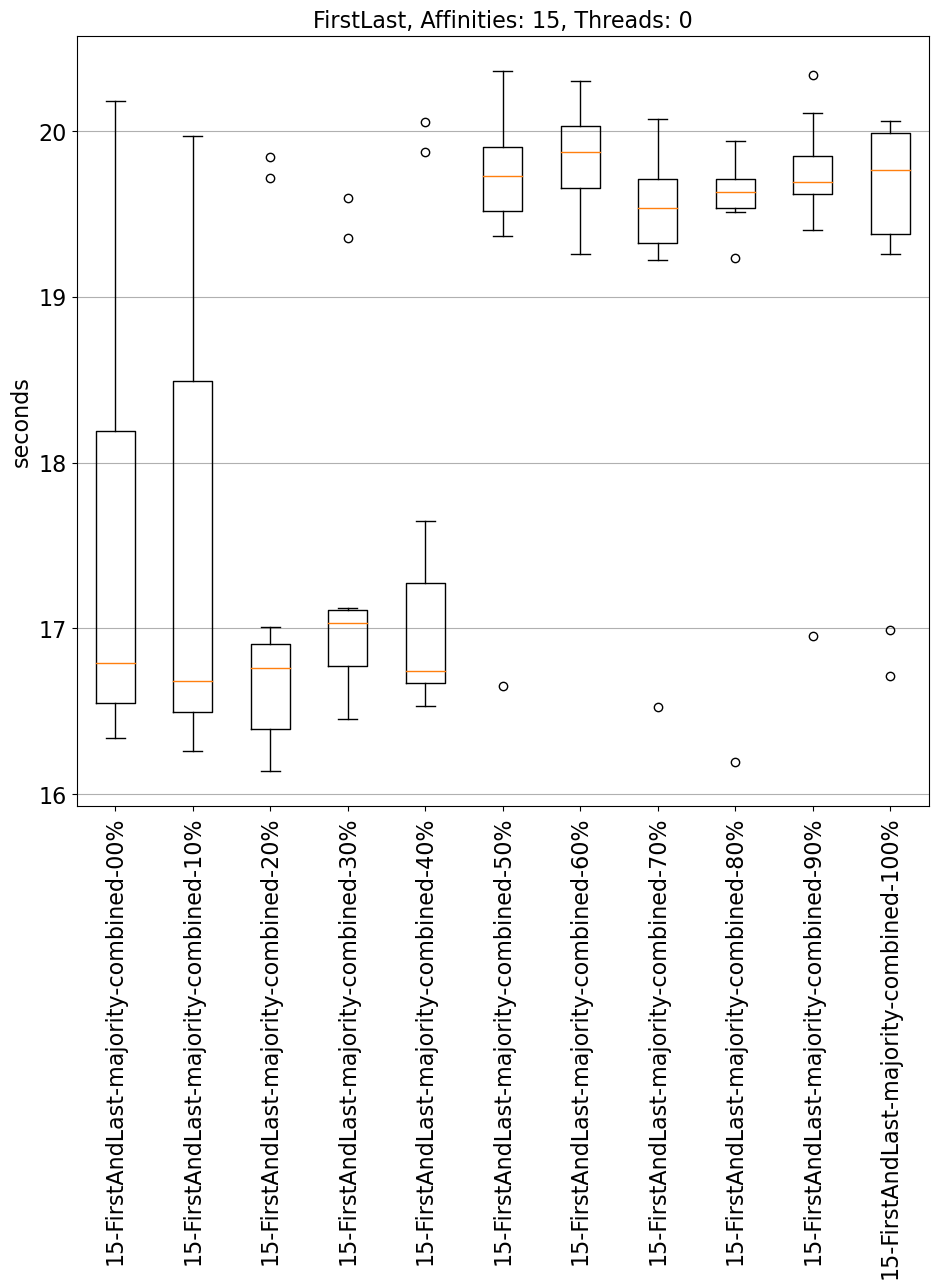 FirstLast, Affinities: 15, Threads: 0
seconds
20
19
18
17
16
15-FirstAndLast-majority-combined-00%
15-FirstAndLast-majority-combined-10%
15-FirstAndLast-majority-combined-20%
15-FirstAndLast-majority-combined-30%
15-FirstAndLast-majority-combined-40%
15-FirstAndLast-majority-combined-50%
15-FirstAndLast-majority-combined-60%
15-FirstAndLast-majority-combined-70%
15-FirstAndLast-majority-combined-80%
15-FirstAndLast-majority-combined-90%
15-FirstAndLast-majority-combined-100%